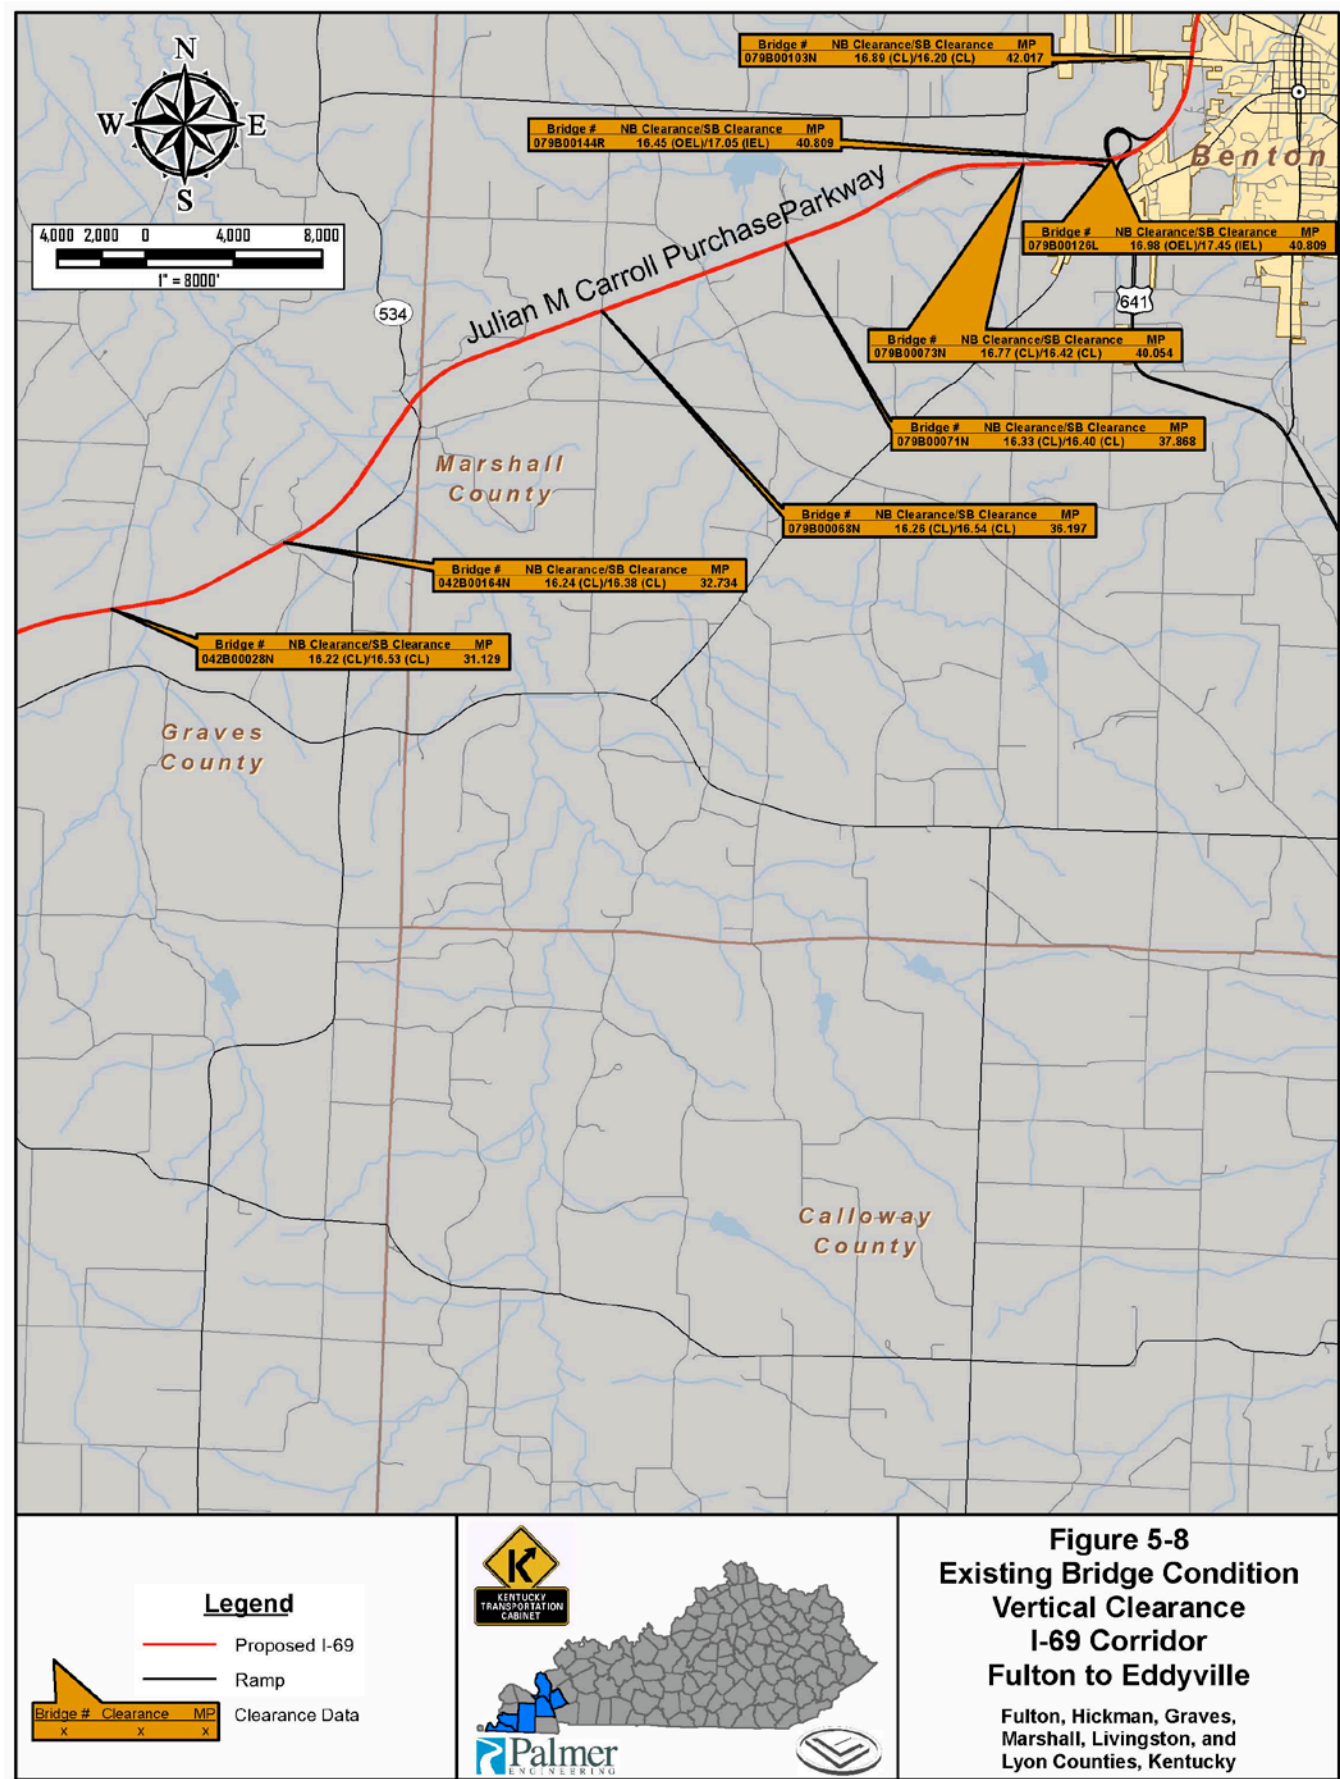 N
W E
S
4,000 2,000 0 4,000 8,000
1" = 8000'
Bridge # NB Clearance/SB Clearance MP
079B00103N 16.89 (CL)/16.20 (CL) 42.017
Bridge # NB Clearance/SB Clearance MP
079B00144R 16.45 (OEL)/17.05 (IEL) 40.809
Benton
Julian M Carroll PurchaseParkway
Bridge # NB Clearance/SB Clearance MP
079B00126L 16.98 (OEL)/17.45 (IEL) 40.809
641
534
Bridge # NB Clearance/SB Clearance MP
079B00073N 16.77 (CL)/16.42 (CL) 40.054
Bridge # NB Clearance/SB Clearance MP
079B00071N 16.33 (CL)/16.40 (CL) 37.868
Marshall
County
Bridge # NB Clearance/SB Clearance MP
079B00068N 16.26 (CL)/16.54 (CL) 36.197
Bridge # NB Clearance/SB Clearance MP
042B00164N 16.24 (CL)/16.38 (CL) 32.734
Bridge # NB Clearance/SB Clearance MP
042B00028N 16.22 (CL)/16.53 (CL) 31.129
Graves
County
Calloway
County
Legend
Proposed I-69
Ramp
Bridge # Clearance MP
x x x
Clearance Data
K
KENTUCKY
TRANSPORTATION
CABINET
Palmer
ENGINEERING
Figure 5-8
Existing Bridge Condition
Vertical Clearance
I-69 Corridor
Fulton to Eddyville
Fulton, Hickman, Graves,
Marshall, Livingston, and
Lyon Counties, Kentucky